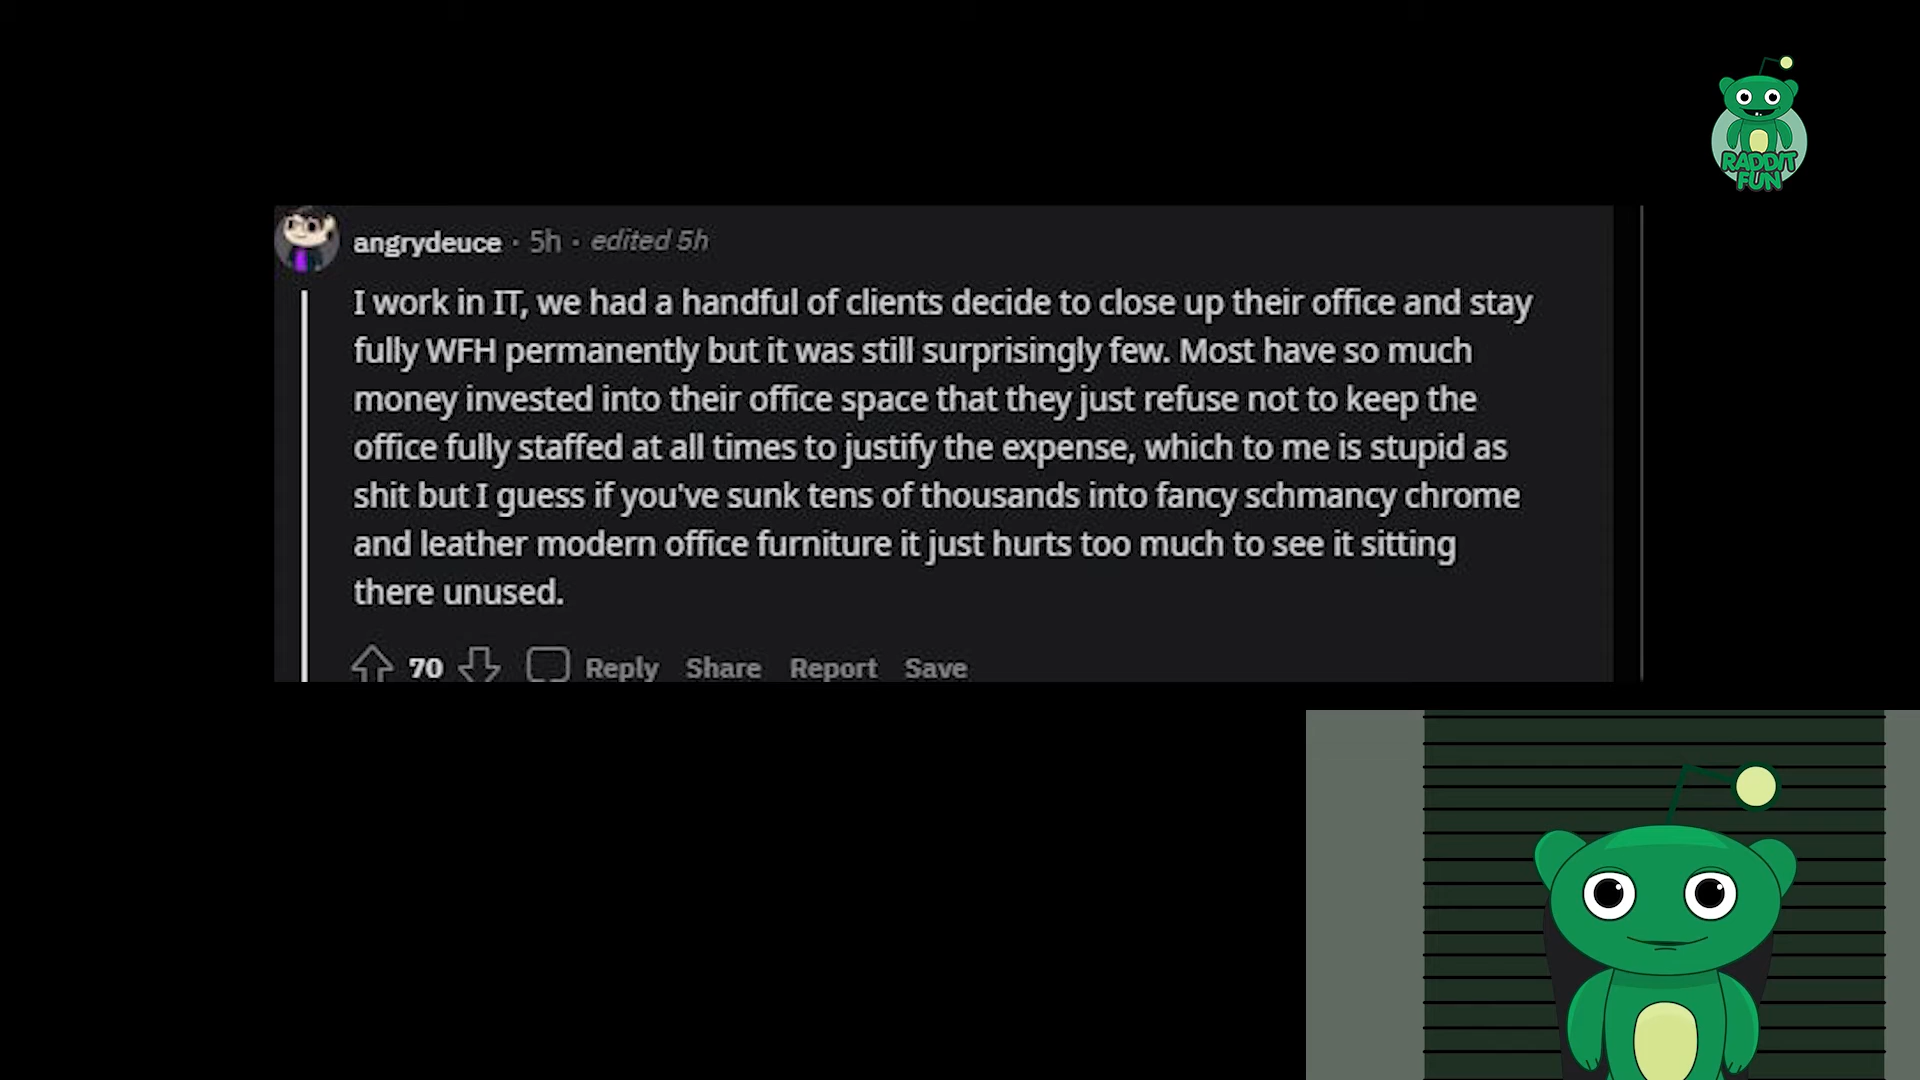 RADDIT
FUN
angrydeuce · 5h · edited 5h
I work in IT, we had a handful of clients decide to close up their office and stay
fully WFH permanently but it was still surprisingly few. Most have so much
money invested into their office space that they just refuse not to keep the
office fully staffed at all times to justify the expense, which to me is stupid as
shit but I guess if you've sunk tens of thousands into fancy schmancy chrome
and leather modern office furniture it just hurts too much to see it sitting
there unused.
70 Reply Share Report Save